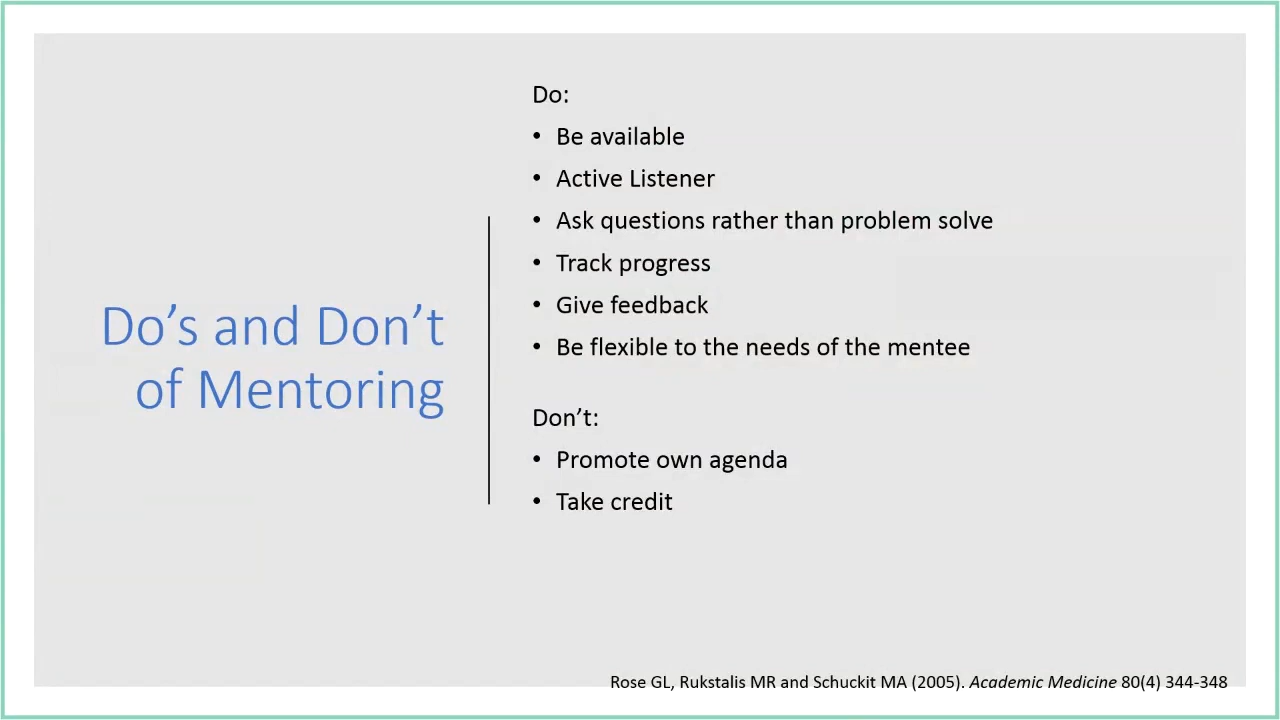 Do's and Don't
of Mentoring
Do:
• Be available
• Active Listener
• Ask questions rather than problem solve
• Track progress
• Give feedback
• Be flexible to the needs of the mentee
Don't:
• Promote own agenda
• Take credit
Rose GL, Rukstalis MR and Schuckit MA (2005). Academic Medicine 80(4) 344-348